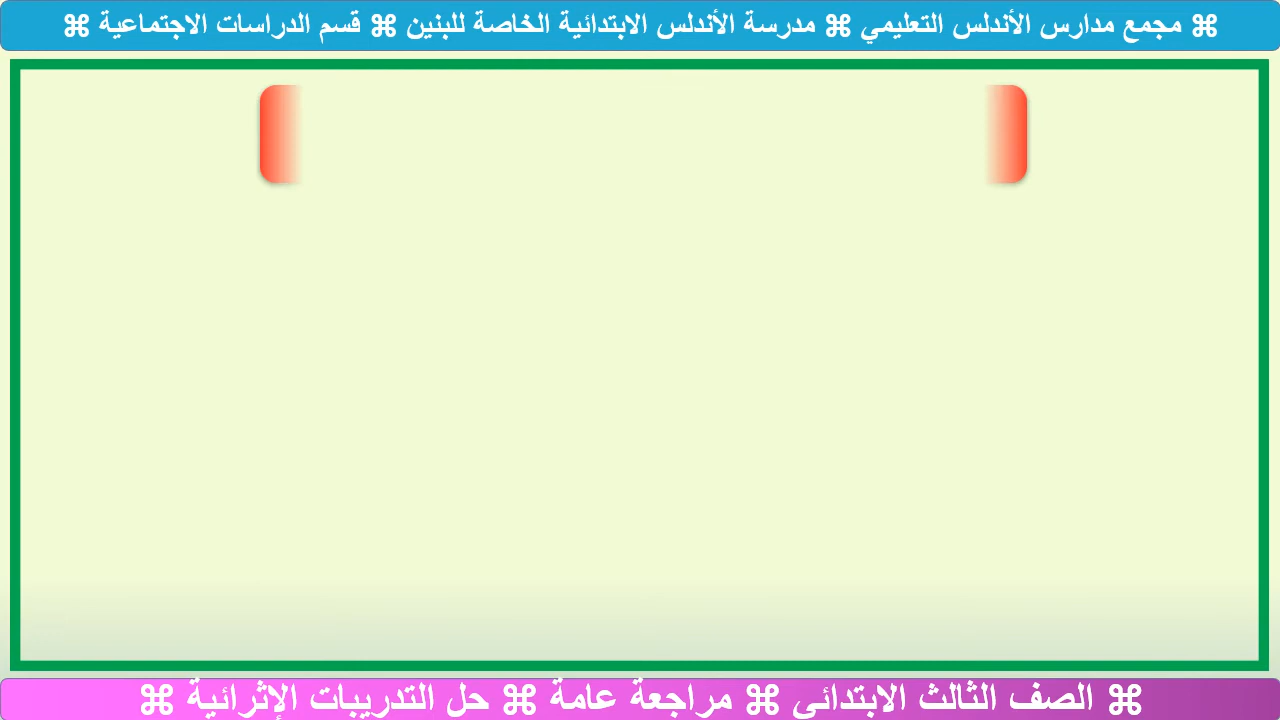 ⌘ مجمع مدارس الأندلس التعليمي ⌘ مدرسة الأندلس الابتدائية الخاصة للبنين ⌘ قسم الدراسات الاجتماعية ⌘
⌘ الصف الثالث الابتدائي ⌘ مراجعة عامة ⌘ حل التدريبات الإثرائية ⌘